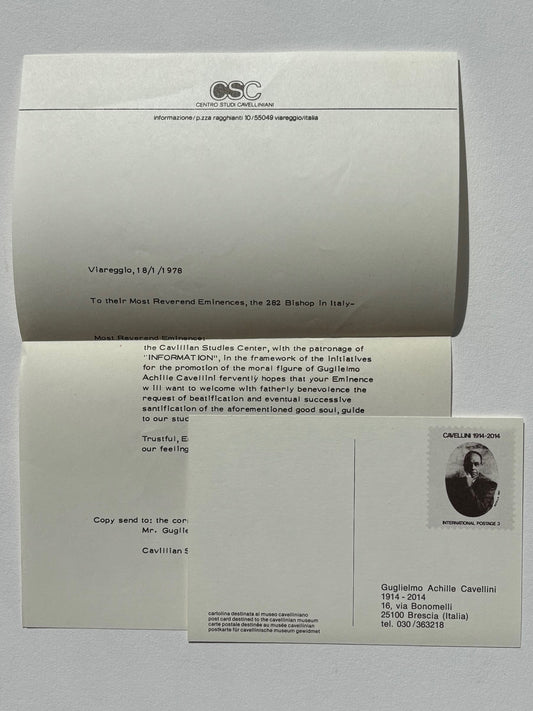 CSC
CENTRO STUDI CAVELLINIANI
informazione/p.zza ragghianti 10/55049 viareggio/italia
Viareggio, 18/1/1978
To their Most Reverend Eminences, the 282 Bishop in Italy-
Most Reverend Eminence:
the Cavillian Studies Center, with the patronage of
"INFORMATION", in the framework of the initiatives
for the promotion of the moral figure of Guglielmo
Achille Cavellini fervently hopes that your Eminence
will want to welcome with fatherly benevolence the
request of beatification and eventual successive
santification of the aforementioned good soul, guide
to our stud
Trustful, E
our feeling
Copy send to: the cor
Mr. Guglie
Cavillian S
CAVELLINI 1914-2014
INTERNATIONAL POSTAGE 3
Guglielmo Achille Cavellini
1914 - 2014
16, via Bonomelli
25100 Brescia (Italia)
tel. 030/363218
cartolina destinata al museo cavelliniano
post card destined to the cavellinian museum
carte postale destinée au musée cavellinian
postkarte für cavellinische museum gewidmet